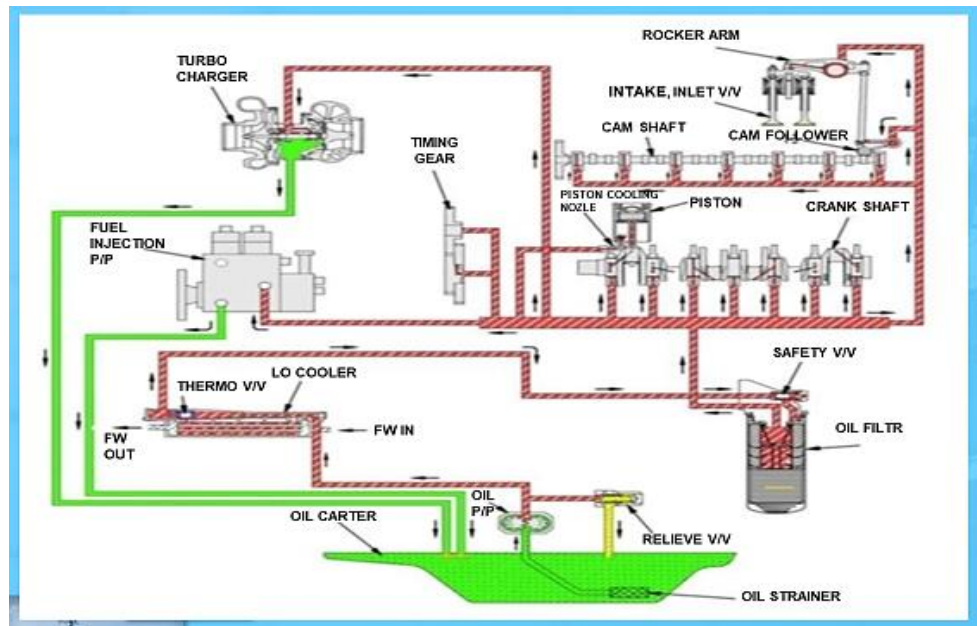 ROCKER ARM
TURBO
CHARGER
INTAKE, INLET V/V
CAM SHAFT
CAM FOLLOWER
TIMING
GEAR
PISTON COOLING
NOZLE
PISTON
CRANK SHAFT
FUEL
INJECTION
P/P
SAFETY V/V
LO COOLER
THERMO V/V
FW
OUT
FW IN
OIL FILTR
OIL
P/P
OIL CARTER
RELIEVE V/V
OIL STRAINER